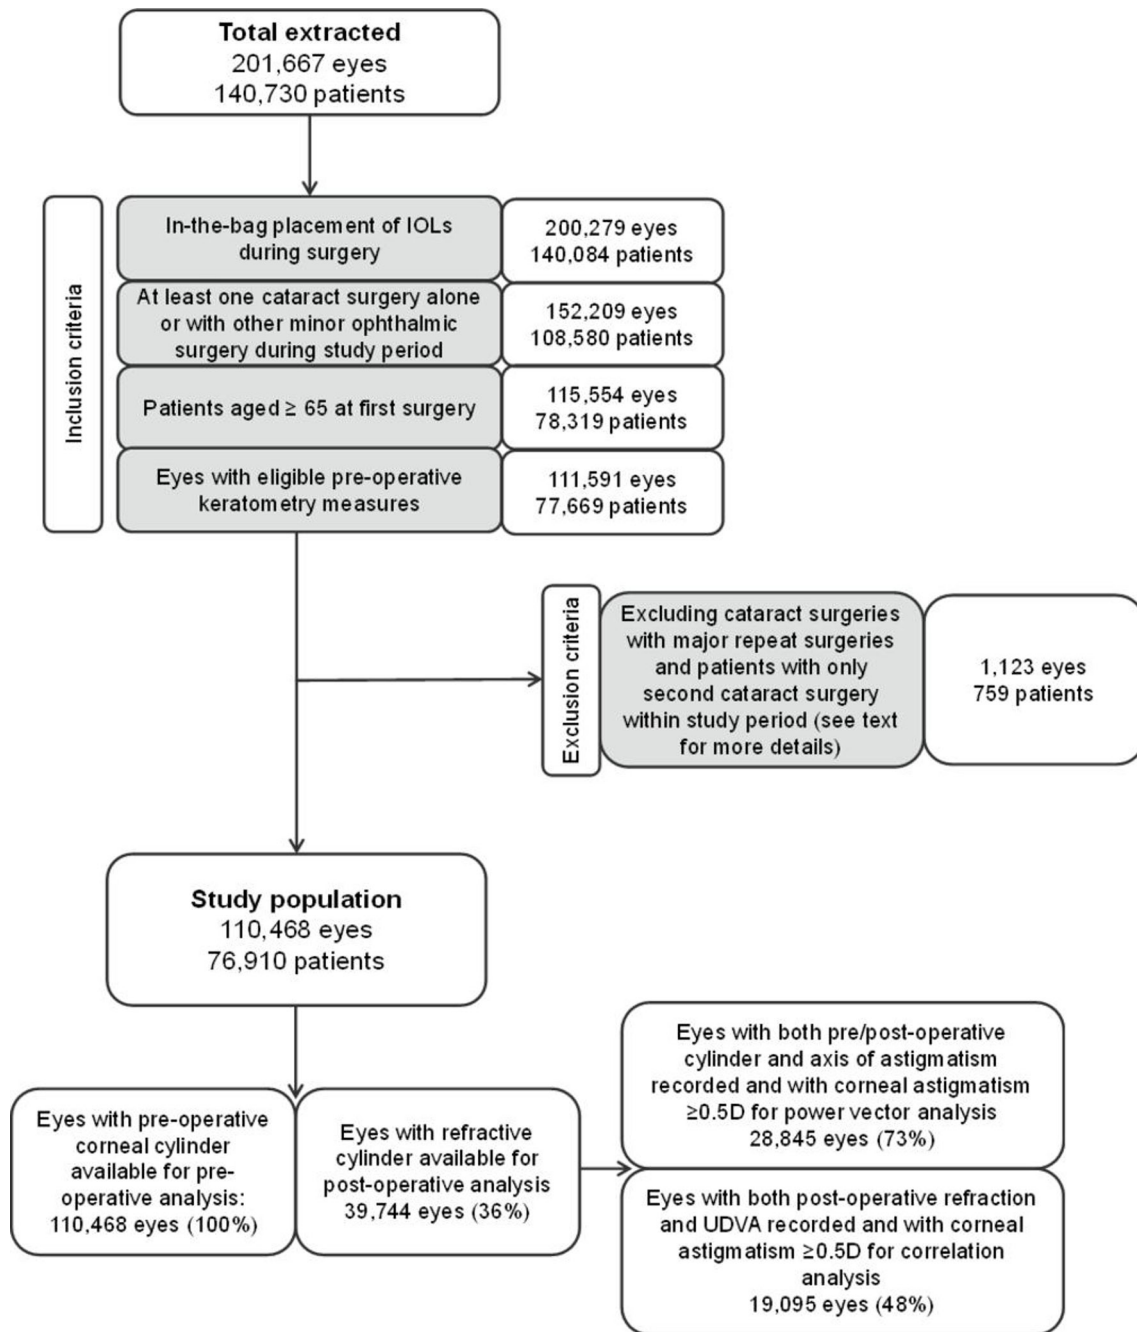 Total extracted
201,667 eyes
140,730 patients
Inclusion criteria
In-the-bag placement of IOLs
during surgery
200,279 eyes
140,084 patients
At least one cataract surgery alone
or with other minor ophthalmic
surgery during study period
152,209 eyes
108,580 patients
Patients aged ≥ 65 at first surgery
115,554 eyes
78,319 patients
Eyes with eligible pre-operative
keratometry measures
111,591 eyes
77,669 patients
Exclusion criteria
Excluding cataract surgeries
with major repeat surgeries
and patients with only
second cataract surgery
within study period (see text
for more details)
1,123 eyes
759 patients
Study population
110,468 eyes
76,910 patients
Eyes with pre-operative
corneal cylinder
available for pre-
operative analysis:
110,468 eyes (100%)
Eyes with refractive
cylinder available for
post-operative analysis
39,744 eyes (36%)
Eyes with both pre/post-operative
cylinder and axis of astigmatism
recorded and with corneal astigmatism
≥0.5D for power vector analysis
28,845 eyes (73%)
Eyes with both post-operative refraction
and UDVA recorded and with corneal
astigmatism ≥0.5D for correlation
analysis
19,095 eyes (48%)